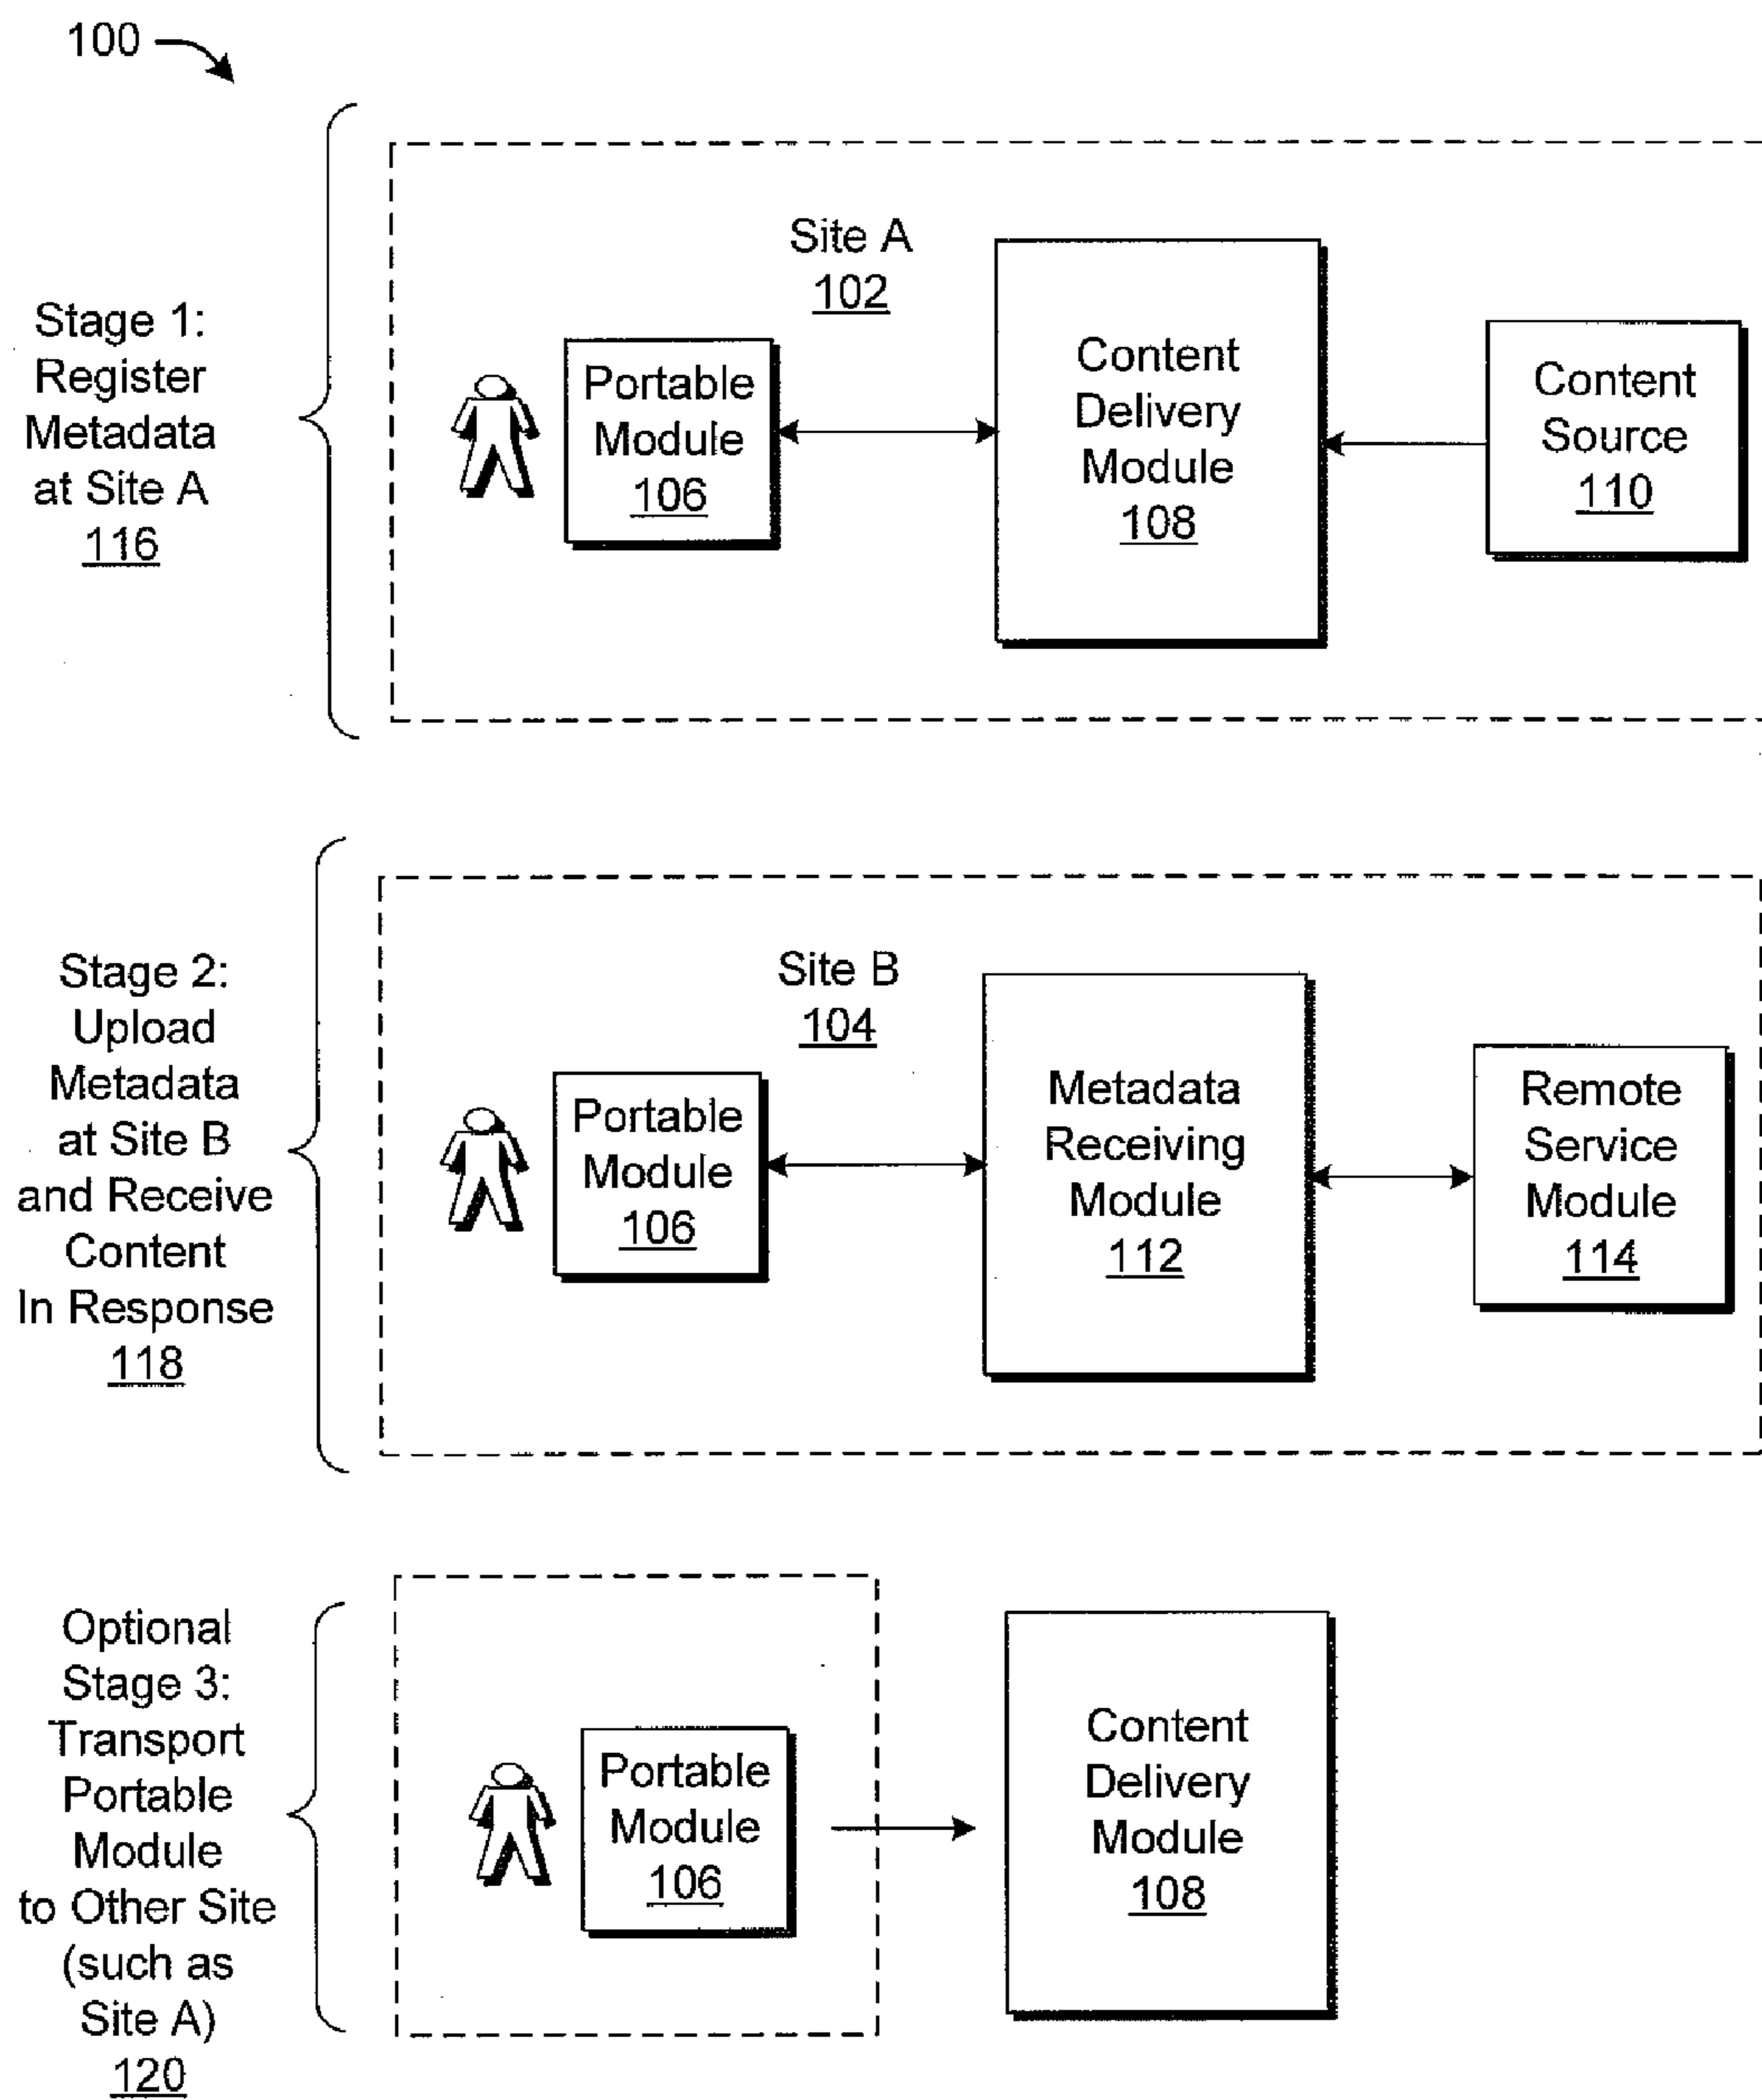 100
Stage 1:
Register
Metadata
at Site A
116
Site A
102
Portable
Module
106
Content
Delivery
Module
108
Content
Source
110
Stage 2:
Upload
Metadata
at Site B
and Receive
Content
In Response
118
Site B
104
Portable
Module
106
Metadata
Receiving
Module
112
Remote
Service
Module
114
Optional
Stage 3:
Transport
Portable
Module
to Other Site
(such as
Site A)
120
Portable
Module
106
Content
Delivery
Module
108